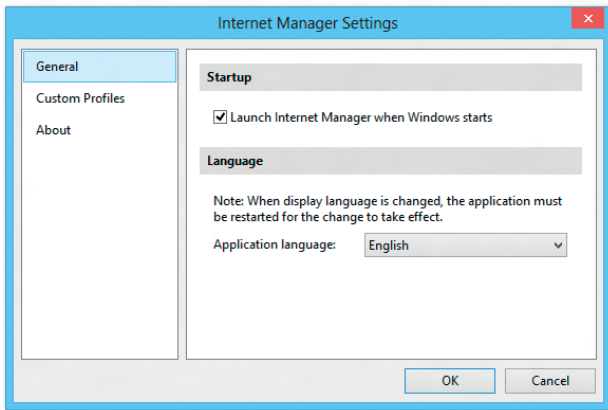 Internet Manager Settings
General
Custom Profiles
About
Startup
Launch Internet Manager when Windows starts
Language
Note: When display language is changed, the application must
be restarted for the change to take effect.
Application language: English
OK Cancel